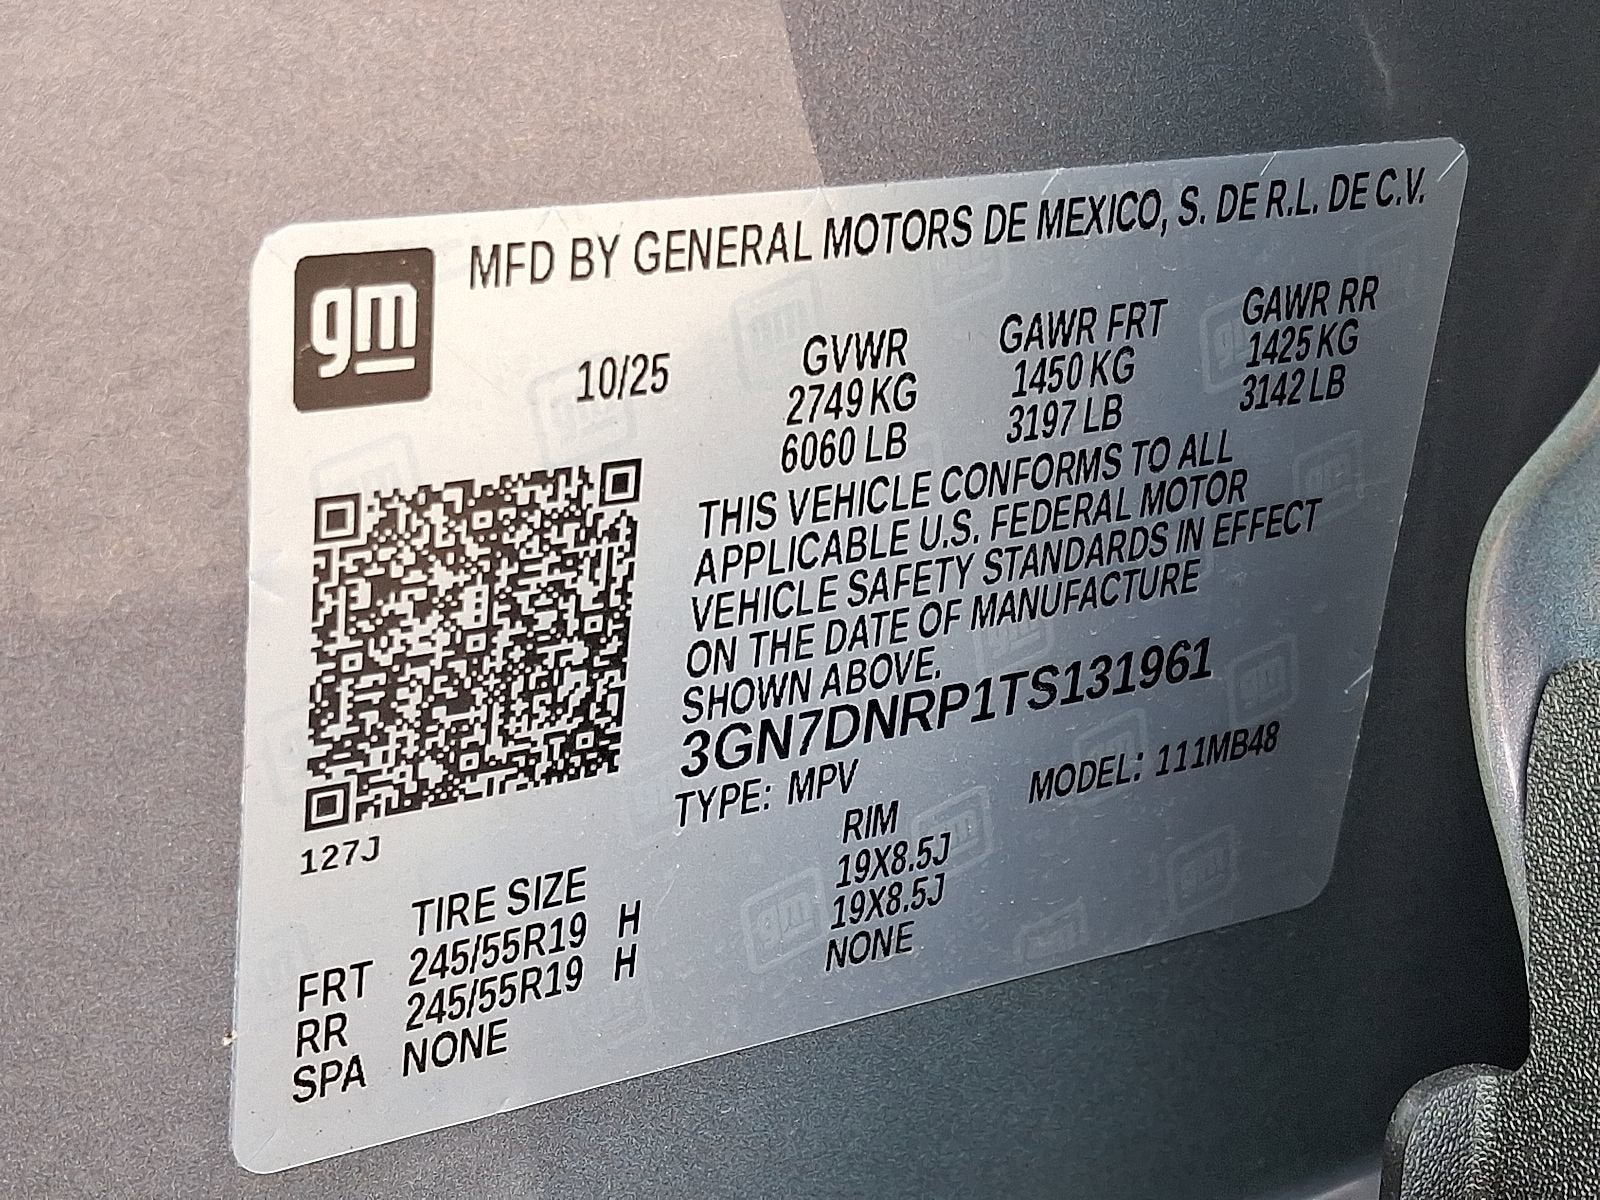 gm
MFD BY GENERAL MOTORS DE MEXICO, S. DE R.L. DE C.V.
10/25
GVWR GAWR FRT GAWR RR
2749 KG 1450 KG 1425 KG
6060 LB 3197 LB 3142 LB
THIS VEHICLE CONFORMS TO ALL
APPLICABLE U.S. FEDERAL MOTOR
VEHICLE SAFETY STANDARDS IN EFFECT
ON THE DATE OF MANUFACTURE
SHOWN ABOVE.
3GN7DNRP1TS131961
TYPE: MPV MODEL: 111MB48
127J
TIRE SIZE RIM
FRT 245/55R19 H 19X8.5J
RR 245/55R19 H 19X8.5J
SPA NONE NONE